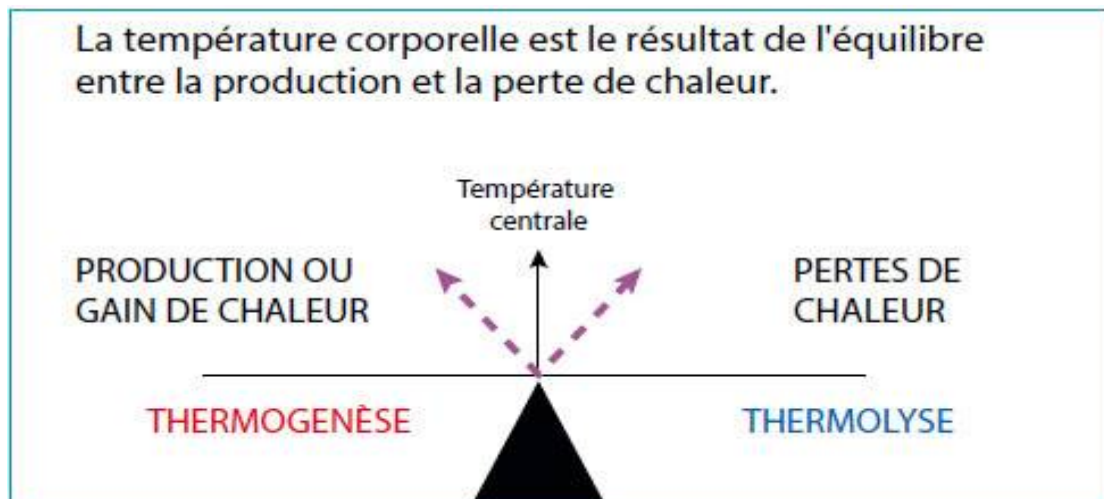 La température corporelle est le résultat de l'équilibre
entre la production et la perte de chaleur.
Température
centrale
PRODUCTION OU
GAIN DE CHALEUR
PERTES DE
CHALEUR
THERMOGENÈSE
THERMOLYSE